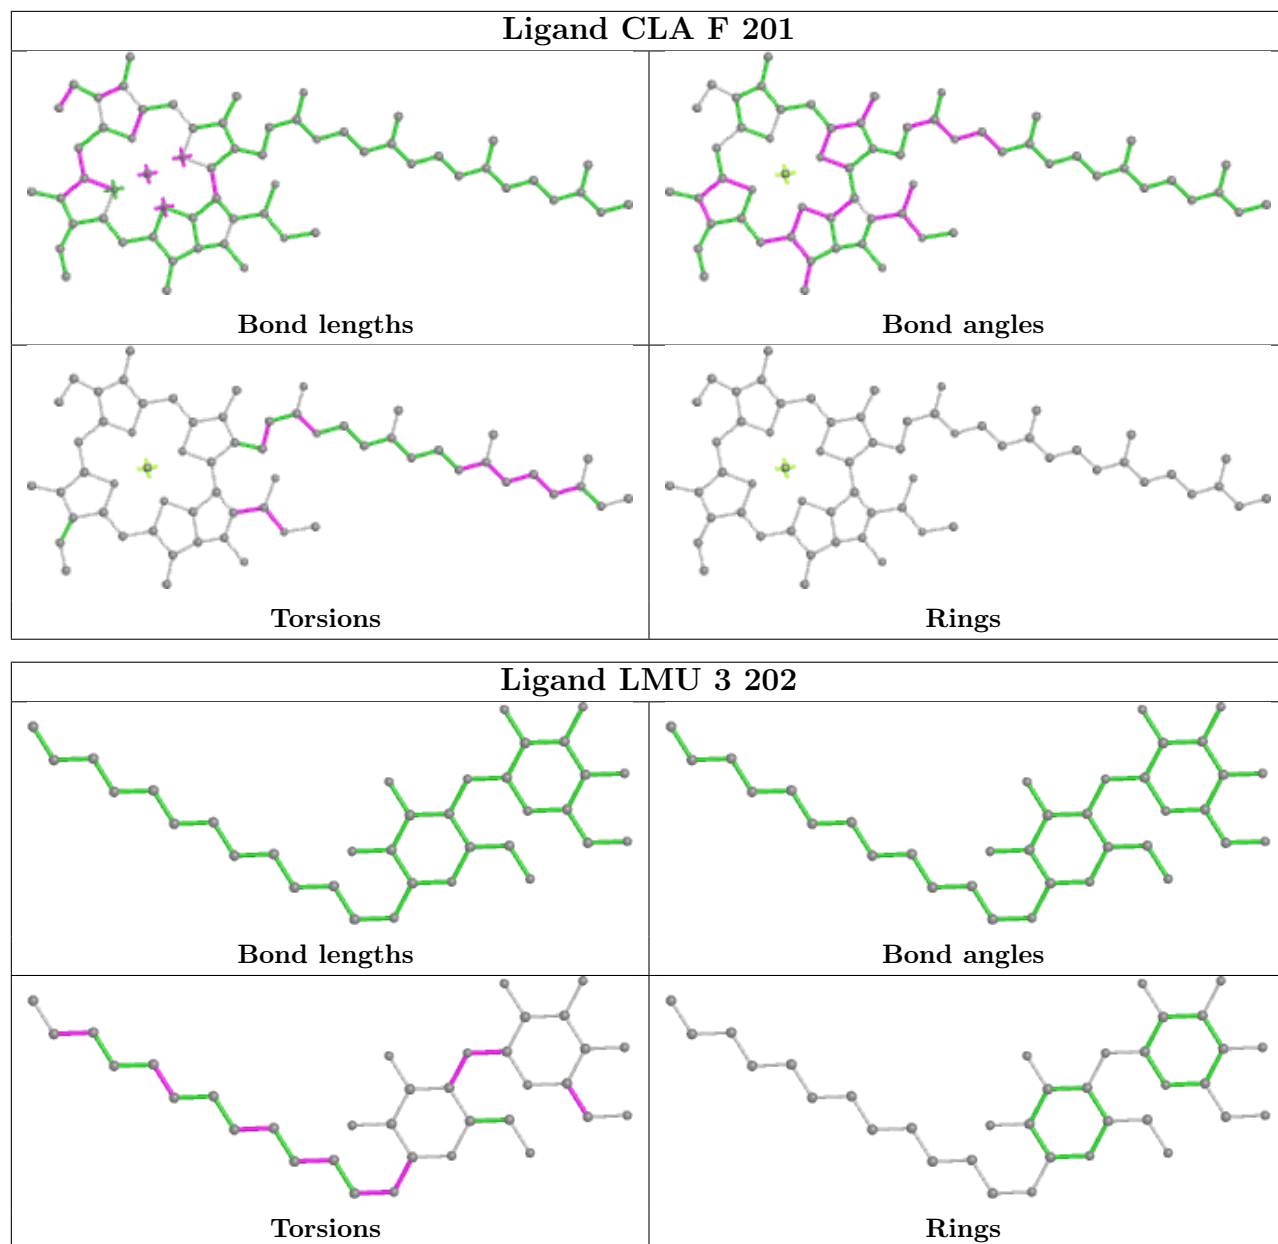 Ligand CLA F 201
Bond lengths
Bond angles
Torsions
Rings
Ligand LMU 3 202
Bond lengths
Bond angles
Torsions
Rings